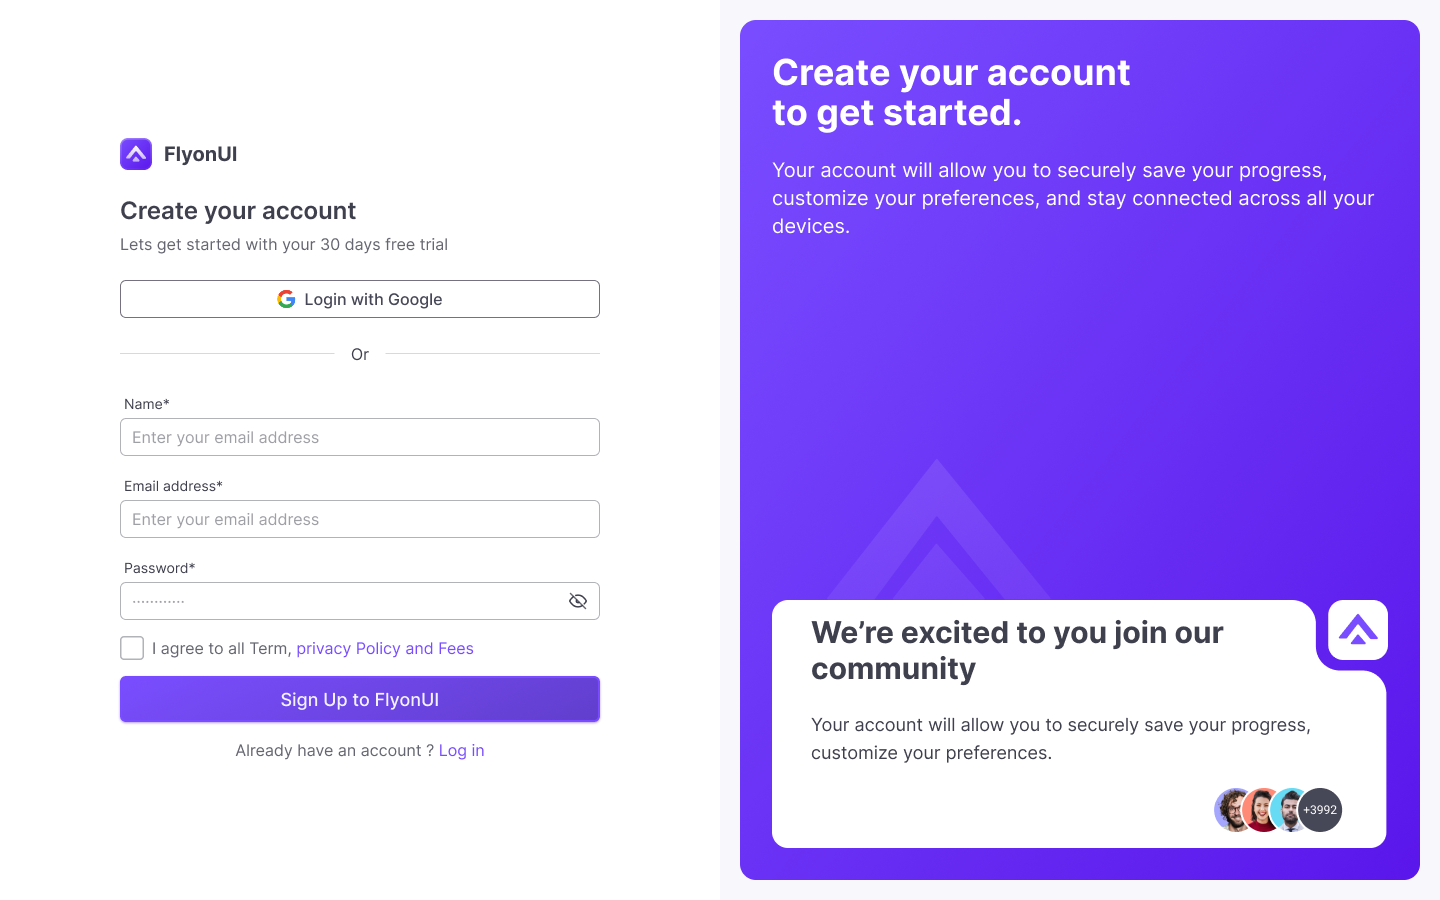 FlyonUI
Create your account
Lets get started with your 30 days free trial
Login with Google
Or
Name*
Enter your email address
Email address*
Enter your email address
Password*
............
I agree to all Term, privacy Policy and Fees
Sign Up to FlyonUI
Already have an account ? Log in
Create your account
to get started.
Your account will allow you to securely save your progress,
customize your preferences, and stay connected across all your
devices.
We’re excited to you join our
community
Your account will allow you to securely save your progress,
customize your preferences.
+3992